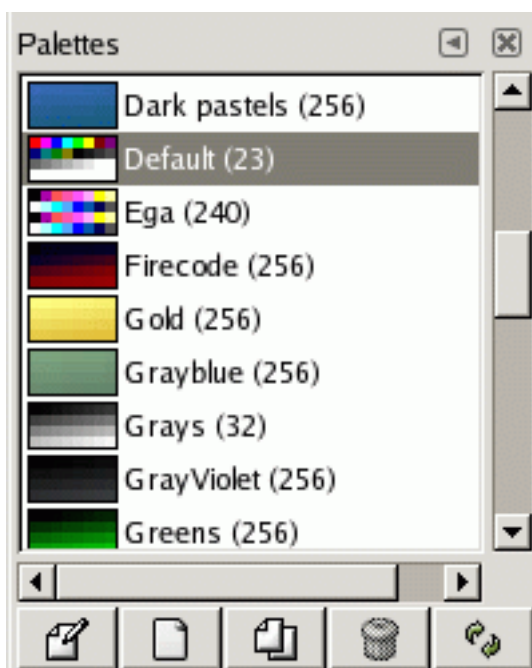 Palettes
Dark pastels (256)
Default (23)
Ega (240)
Firecode (256)
Gold (256)
Grayblue (256)
Grays (32)
GrayViolet (256)
Greens (256)